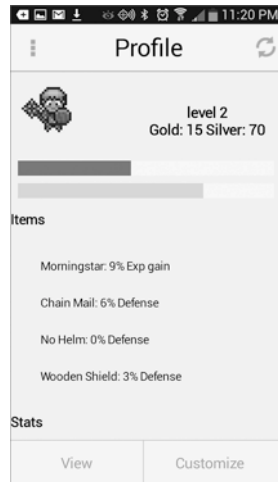 11:20 PM
Profile
level 2
Gold: 15 Silver: 70
Items
Morningstar: 9% Exp gain
Chain Mail: 6% Defense
No Helm: 0% Defense
Wooden Shield: 3% Defense
Stats
View Customize